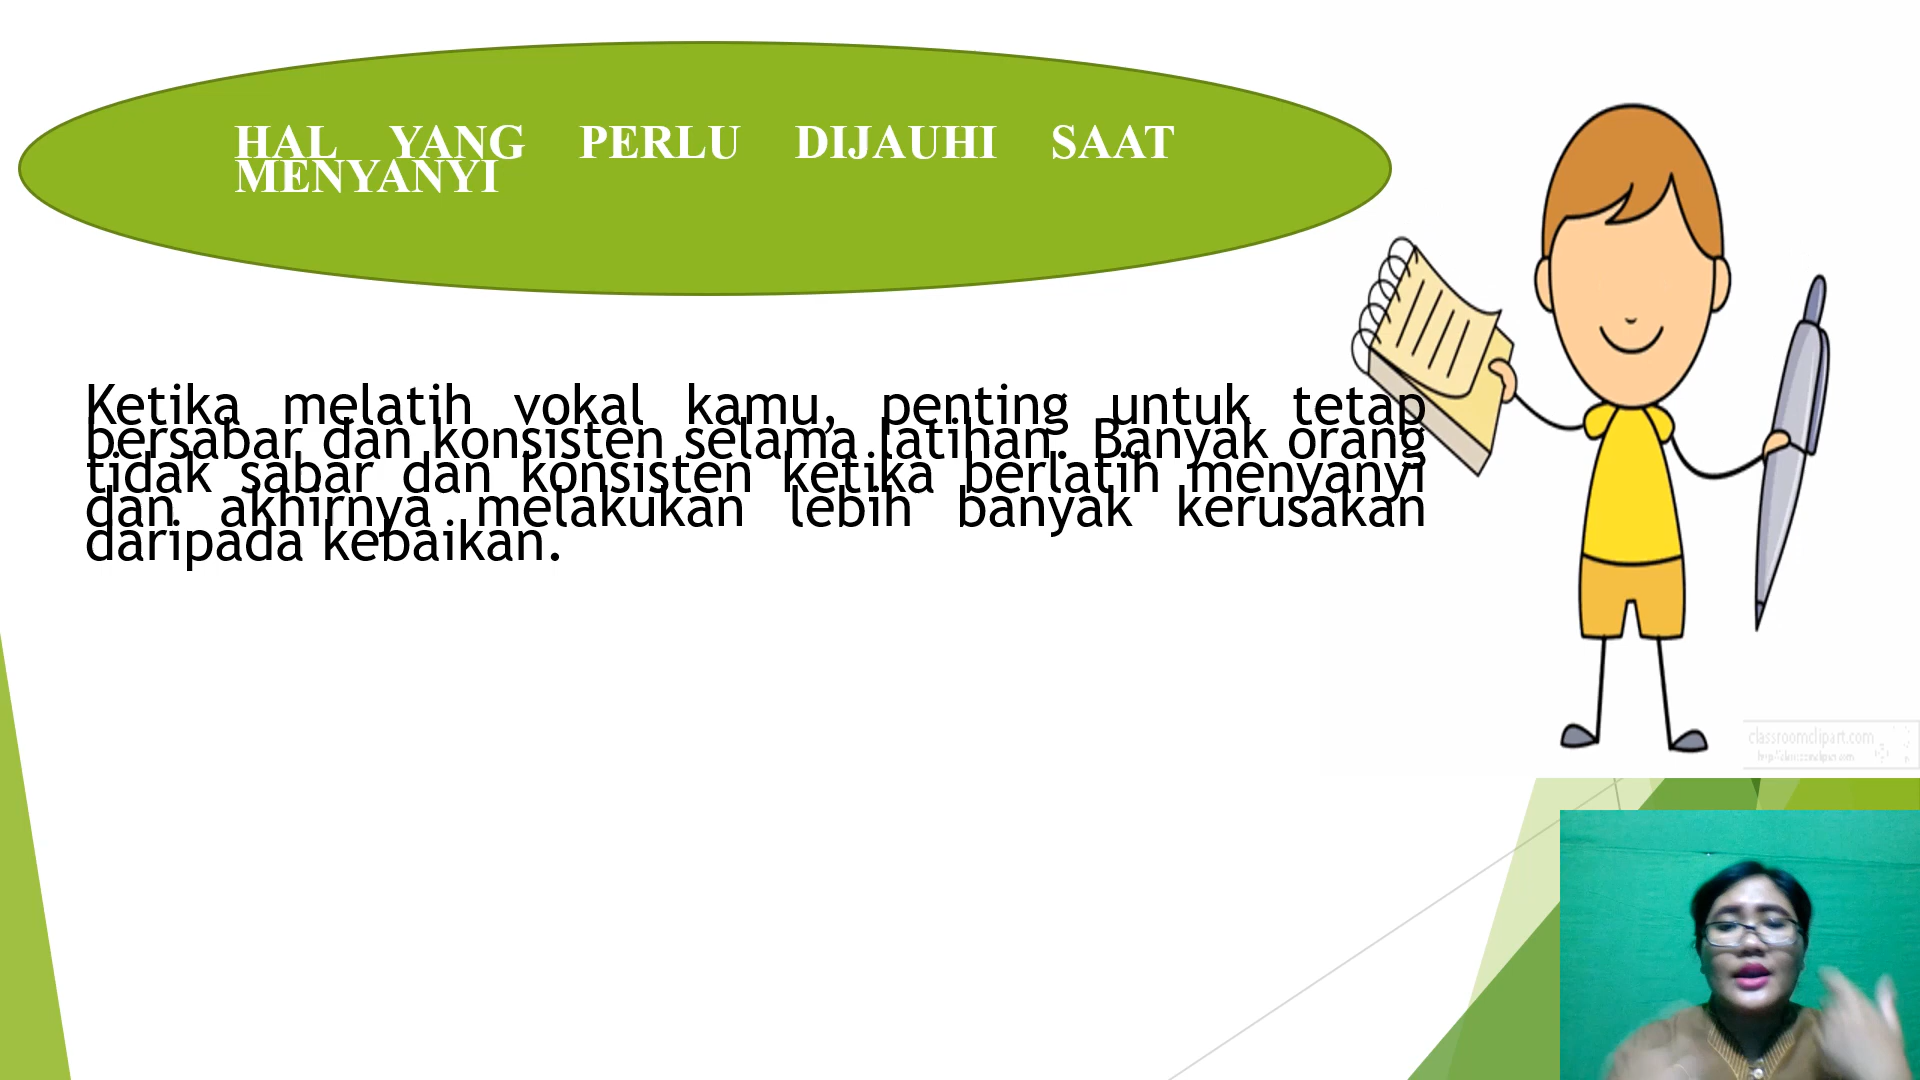 HAL YANG PERLU DIJAUHI SAAT
MENYANYI
Ketika melatih vokal kamu, penting untuk tetap
bersabar dan konsisten selama latihan. Banyak orang
tidak sabar dan konsisten ketika berlatih menyanyi
dan akhirnya melakukan lebih banyak kerusakan
daripada kebaikan.
classroomclipart.com